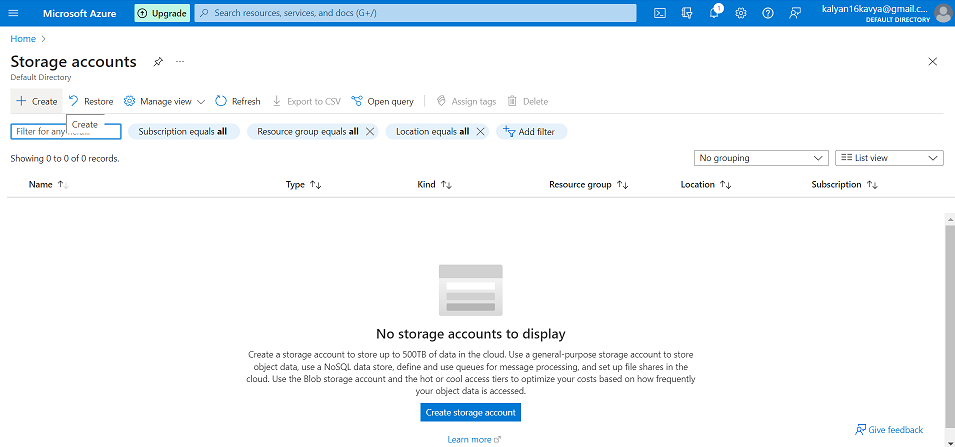 Microsoft Azure
Upgrade
Search resources, services, and docs (G+/)
1
kalyan16kavya@gmail.c...
DEFAULT DIRECTORY
Home
Storage accounts
Default Directory
Create
Restore
Manage view
Refresh
Export to CSV
Open query
Assign tags
Delete
Filter for any
Create
Subscription equals all
Resource group equals all
Location equals all
Add filter
Showing 0 to 0 of 0 records.
No grouping
List view
Name
Type
Kind
Resource group
Location
Subscription
No storage accounts to display
Create a storage account to store up to 500TB of data in the cloud. Use a general-purpose storage account to store
object data, use a NoSQL data store, define and use queues for message processing, and set up file shares in
the cloud. Use the Blob storage account and the hot or cool access tiers to optimize your costs based on how frequently
your object data is accessed.
Create storage account
Learn more
Give feedback